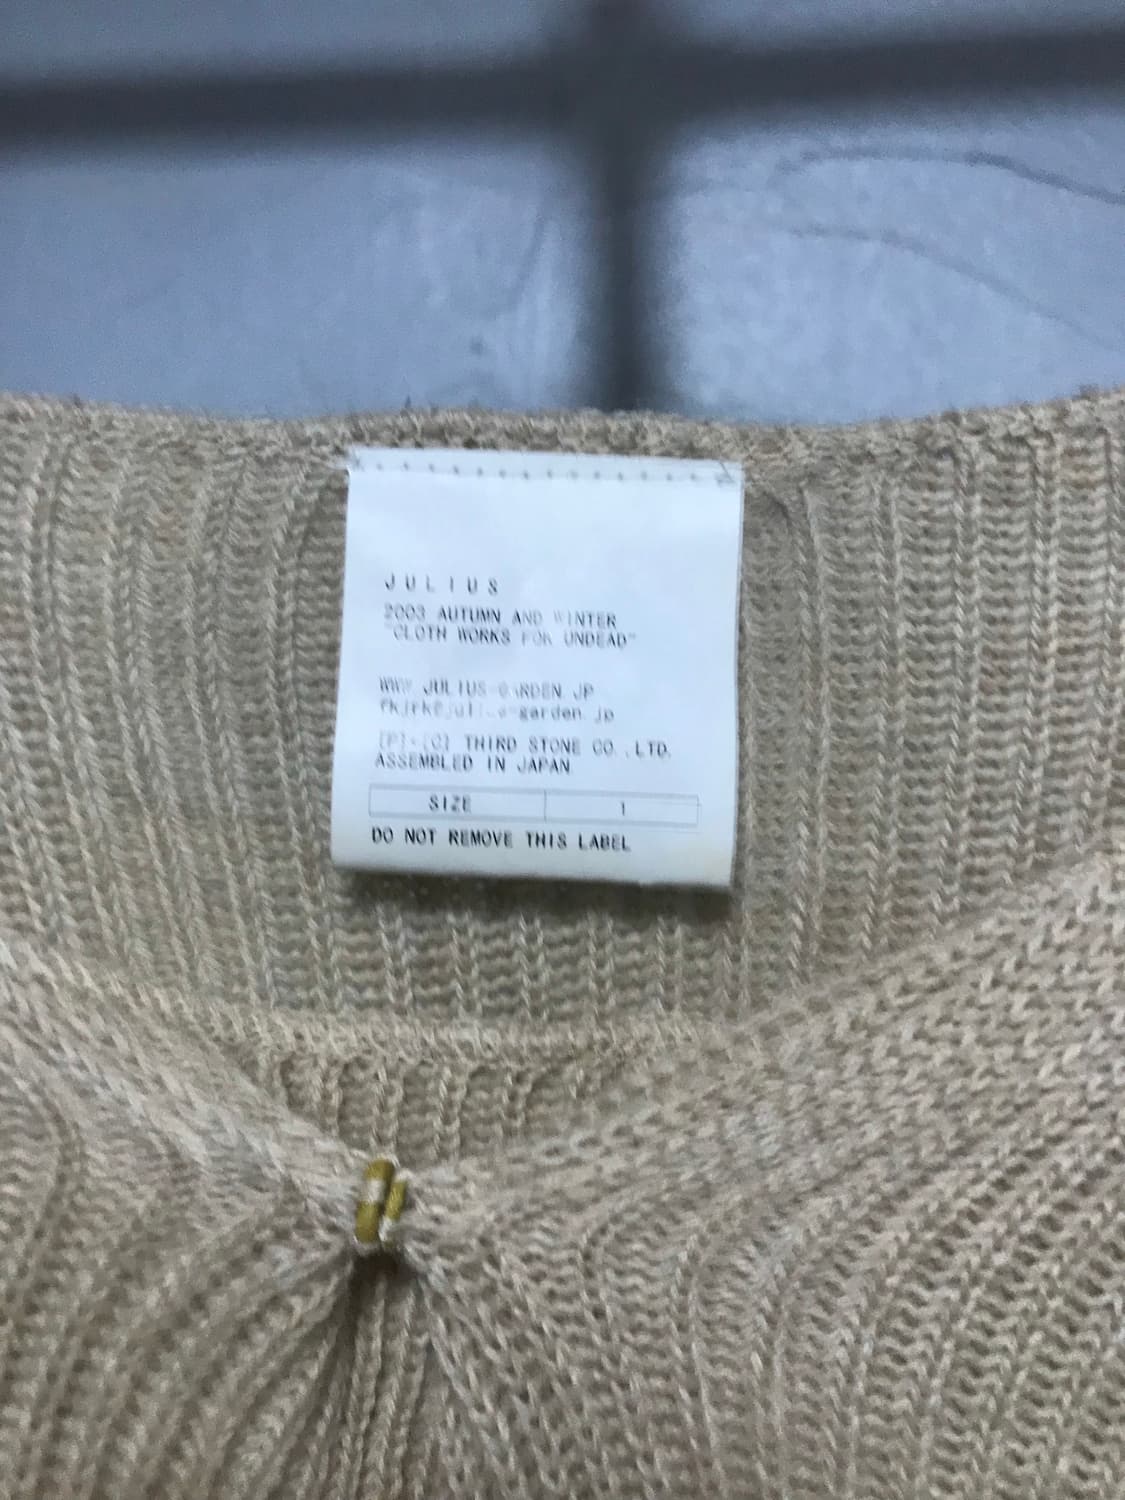 JULIUS
2003 AUTUMN AND WINTER
"CLOTH WORKS FOR UNDEAD"
WWW.JULIUS-GARDEN.JP
[P]+[C] THIRD STONE CO.,LTD.
ASSEMBLED IN JAPAN
SIZE 1
DO NOT REMOVE THIS LABEL